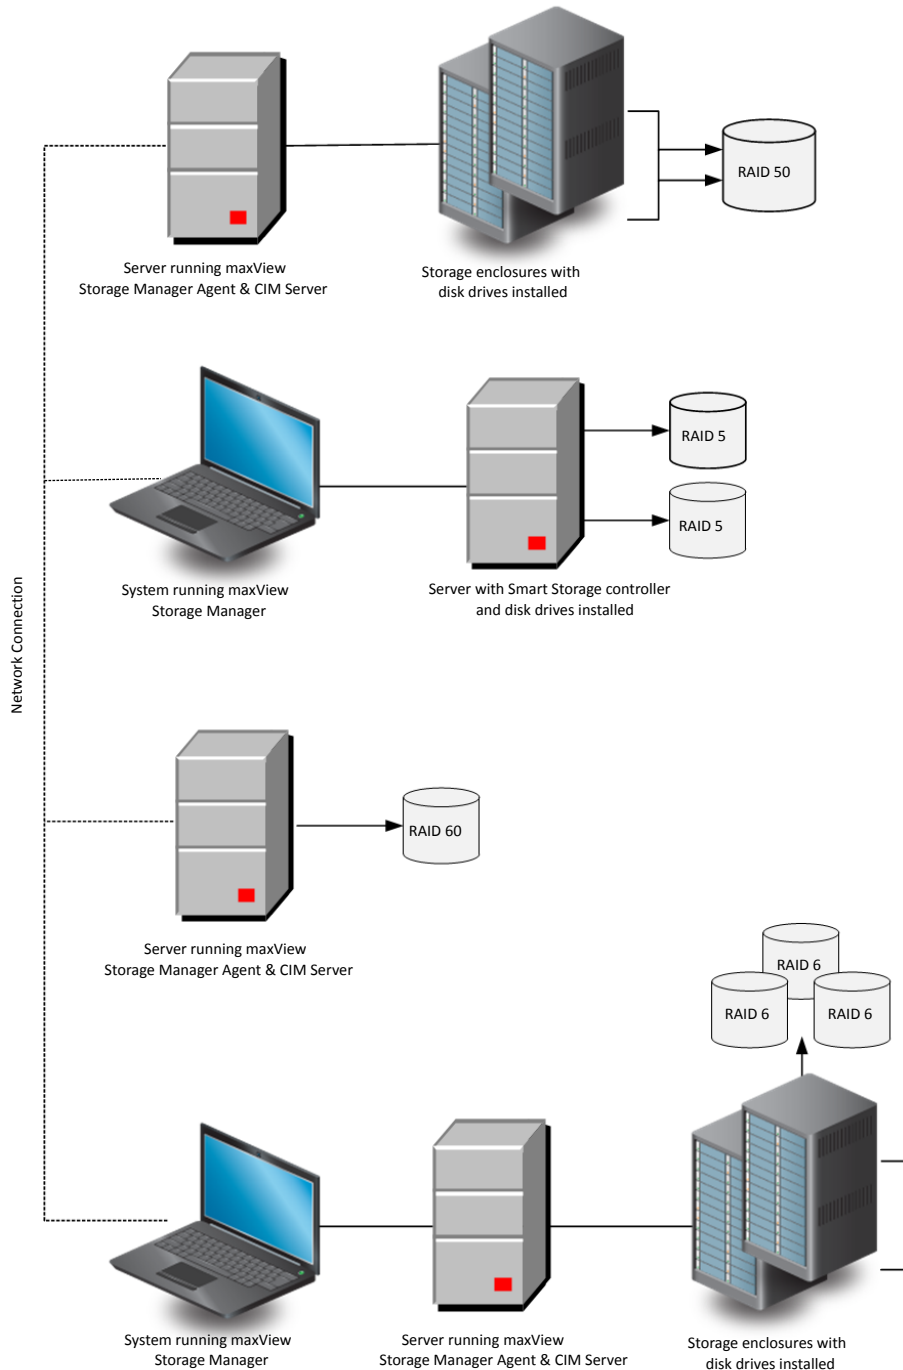 RAID 50
Server running maxView
Storage Manager Agent & CIM Server
Storage enclosures with
disk drives installed
RAID 5
RAID 5
System running maxView
Storage Manager
Server with Smart Storage controller
and disk drives installed
Network Connection
RAID 60
Server running maxView
Storage Manager Agent & CIM Server
RAID 6
RAID 6
RAID 6
System running maxView
Storage Manager
Server running maxView
Storage Manager Agent & CIM Server
Storage enclosures with
disk drives installed